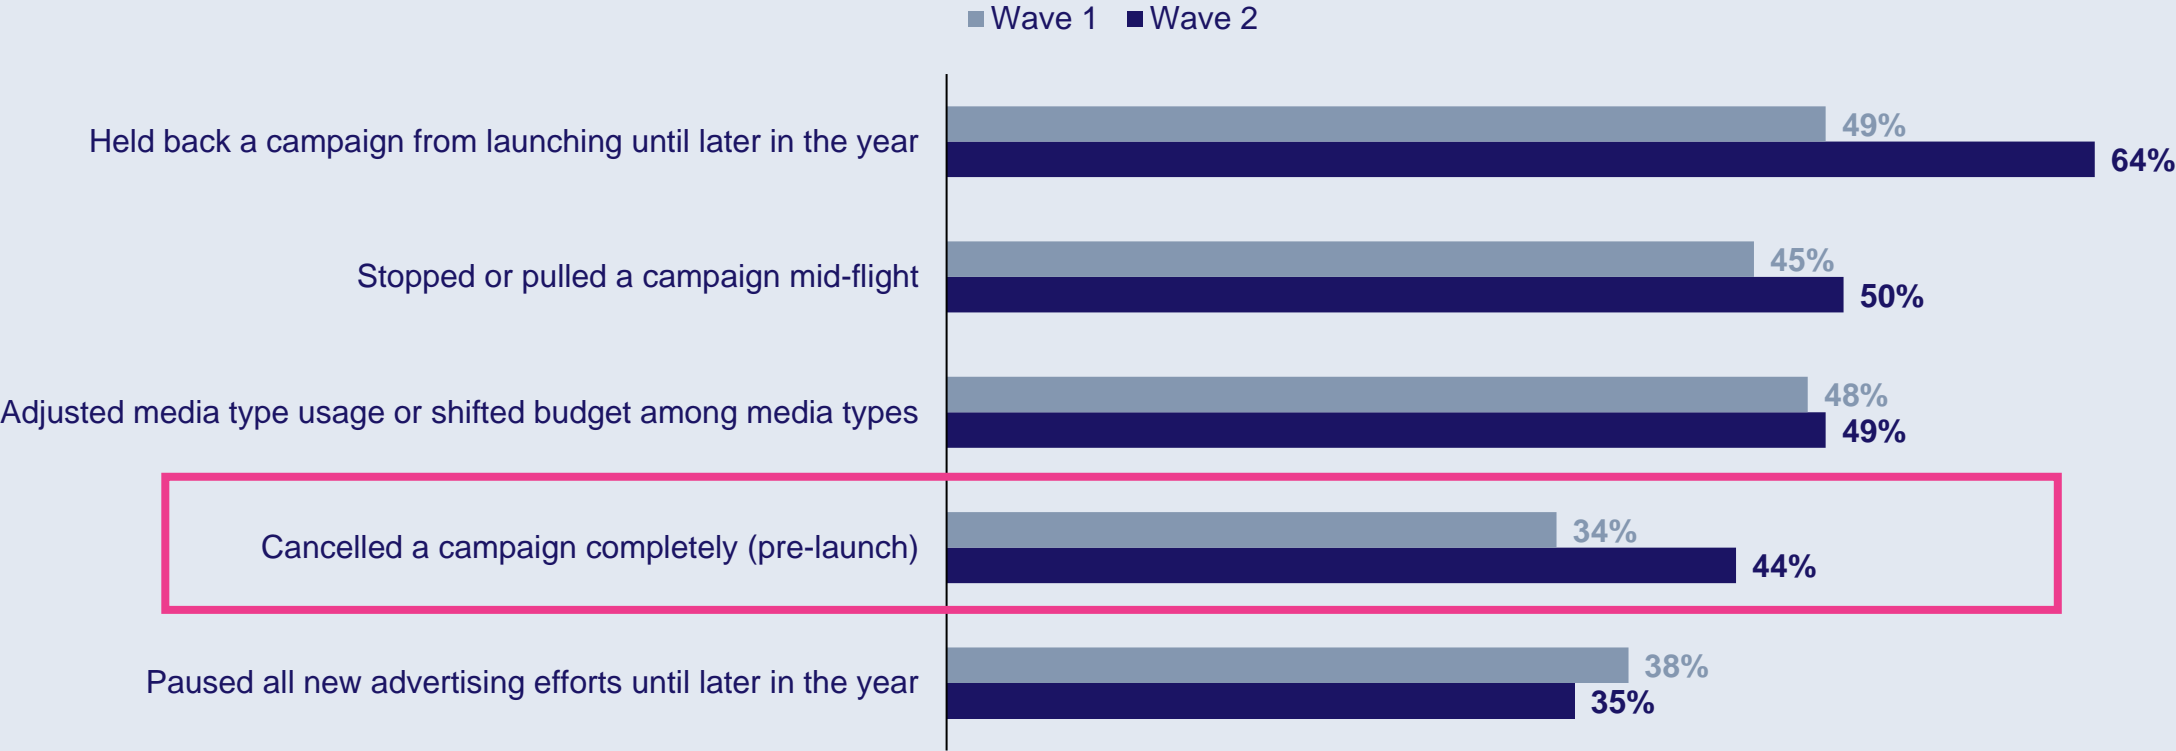 Wave 1 Wave 2
Held back a campaign from launching until later in the year
49%
64%
Stopped or pulled a campaign mid-flight
45%
50%
Adjusted media type usage or shifted budget among media types
48%
49%
Cancelled a campaign completely (pre-launch)
34%
44%
Paused all new advertising efforts until later in the year
38%
35%